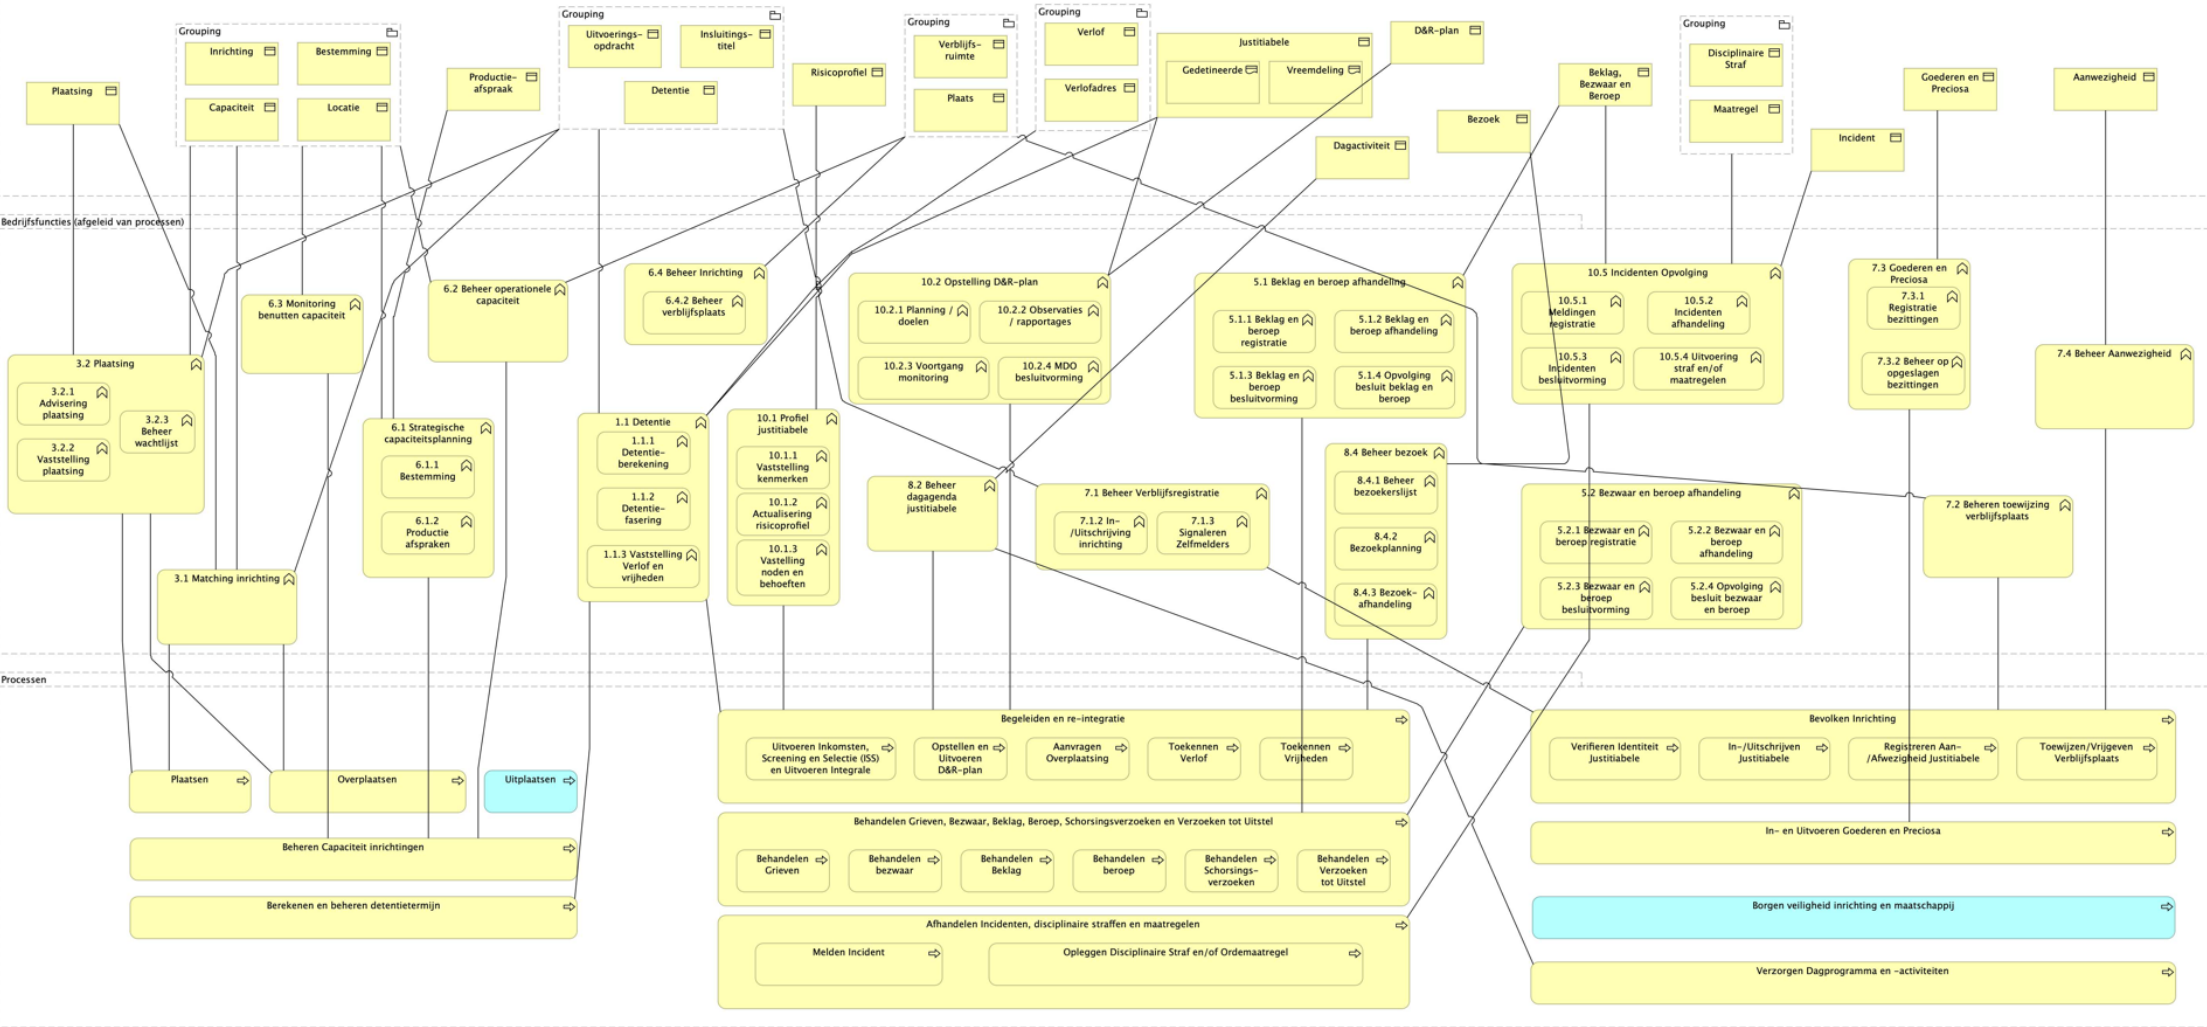 Grouping
Inrichting
Bestemming
Capaciteit
Locatie
Plaatsing
Productie-
afspraak
Grouping
Uitvoerings-
opdracht
Insluitings-
titel
Detentie
Risicoprofiel
Grouping
Verblijfs-
ruimte
Plaats
Grouping
Verlof
Verlofadres
Justitiabele
Gedetineerde
Vreemdeling
D&R-plan
Dagactiviteit
Bezoek
Beklag,
Bezwaar en
Beroep
Grouping
Disciplinaire
Straf
Maatregel
Incident
Goederen en
Preciosa
Aanwezigheid
Bedrijfsfuncties (afgeleid van processen)
3.2 Plaatsing
3.2.1
Advisering
plaatsing
3.2.2
Vaststelling
plaatsing
3.2.3
Beheer
wachtlijst
3.1 Matching inrichting
6.3 Monitoring
benutten capaciteit
6.1 Strategische
capaciteitsplanning
6.1.1
Bestemming
6.1.2
Productie
afspraken
6.2 Beheer operationele
capaciteit
6.4 Beheer Inrichting
6.4.2 Beheer
verblijfsplaats
1.1 Detentie
1.1.1
Detentie-
berekening
1.1.2
Detentie-
fasering
1.1.3 Vaststelling
Verlof en
vrijheden
10.1 Profiel
justitiabele
10.1.1
Vaststelling
kenmerken
10.1.2
Actualisering
risicoprofiel
10.1.3
Vastelling
noden en
behoeften
10.2 Opstelling D&R-plan
10.2.1 Planning /
doelen
10.2.2 Observaties
/ rapportages
10.2.3 Voortgang
monitoring
10.2.4 MDO
besluitvorming
8.2 Beheer
dagagenda
justitiabele
7.1 Beheer Verblijfsregistratie
7.1.2 In-
/Uitschrijving
inrichting
7.1.3
Signaleren
Zelfmelders
5.1 Beklag en beroep afhandeling
5.1.1 Beklag en
beroep
registratie
5.1.2 Beklag en
beroep afhandeling
5.1.3 Beklag en
beroep
besluitvorming
5.1.4 Opvolging
besluit beklag en
beroep
8.4 Beheer bezoek
8.4.1 Beheer
bezoekerslijst
8.4.2
Bezoekplanning
8.4.3 Bezoek-
afhandeling
10.5 Incidenten Opvolging
10.5.1
Meldingen
registratie
10.5.2
Incidenten
afhandeling
10.5.3
Incidenten
besluitvorming
10.5.4 Uitvoering
straf en/of
maatregelen
5.2 Bezwaar en beroep afhandeling
5.2.1 Bezwaar en
beroep registratie
5.2.2 Bezwaar en
beroep
afhandeling
5.2.3 Bezwaar en
beroep
besluitvorming
5.2.4 Opvolging
besluit bezwaar
en beroep
7.3 Goederen en
Preciosa
7.3.1
Registratie
bezittingen
7.3.2 Beheer op
opgeslagen
bezittingen
7.4 Beheer Aanwezigheid
7.2 Beheren toewijzing
verblijfsplaats
Processen
Plaatsen
Overplaatsen
Uitplaatsen
Beheren Capaciteit inrichtingen
Berekenen en beheren detentietermijn
Begeleiden en re-integratie
Uitvoeren Inkomsten,
Screening en Selectie (ISS)
en Uitvoeren Integrale
Opstellen en
Uitvoeren
D&R-plan
Aanvragen
Overplaatsing
Toekennen
Verlof
Toekennen
Vrijheden
Behandelen Grieven, Bezwaar, Beklag, Beroep, Schorsingsverzoeken en Verzoeken tot Uitstel
Behandelen
Grieven
Behandelen
bezwaar
Behandelen
Beklag
Behandelen
beroep
Behandelen
Schorsings-
verzoeken
Behandelen
Verzoeken
tot Uitstel
Afhandelen Incidenten, disciplinaire straffen en maatregelen
Melden Incident
Opleggen Disciplinaire Straf en/of Ordemaatregel
Bevolken Inrichting
Verifieren Identiteit
Justitiabele
In-/Uitschrijven
Justitiabele
Registreren Aan-
/Afwezigheid Justitiabele
Toewijzen/Vrijgeven
Verblijfsplaats
In- en Uitvoeren Goederen en Preciosa
Borgen veiligheid inrichting en maatschappij
Verzorgen Dagprogramma en -activiteiten